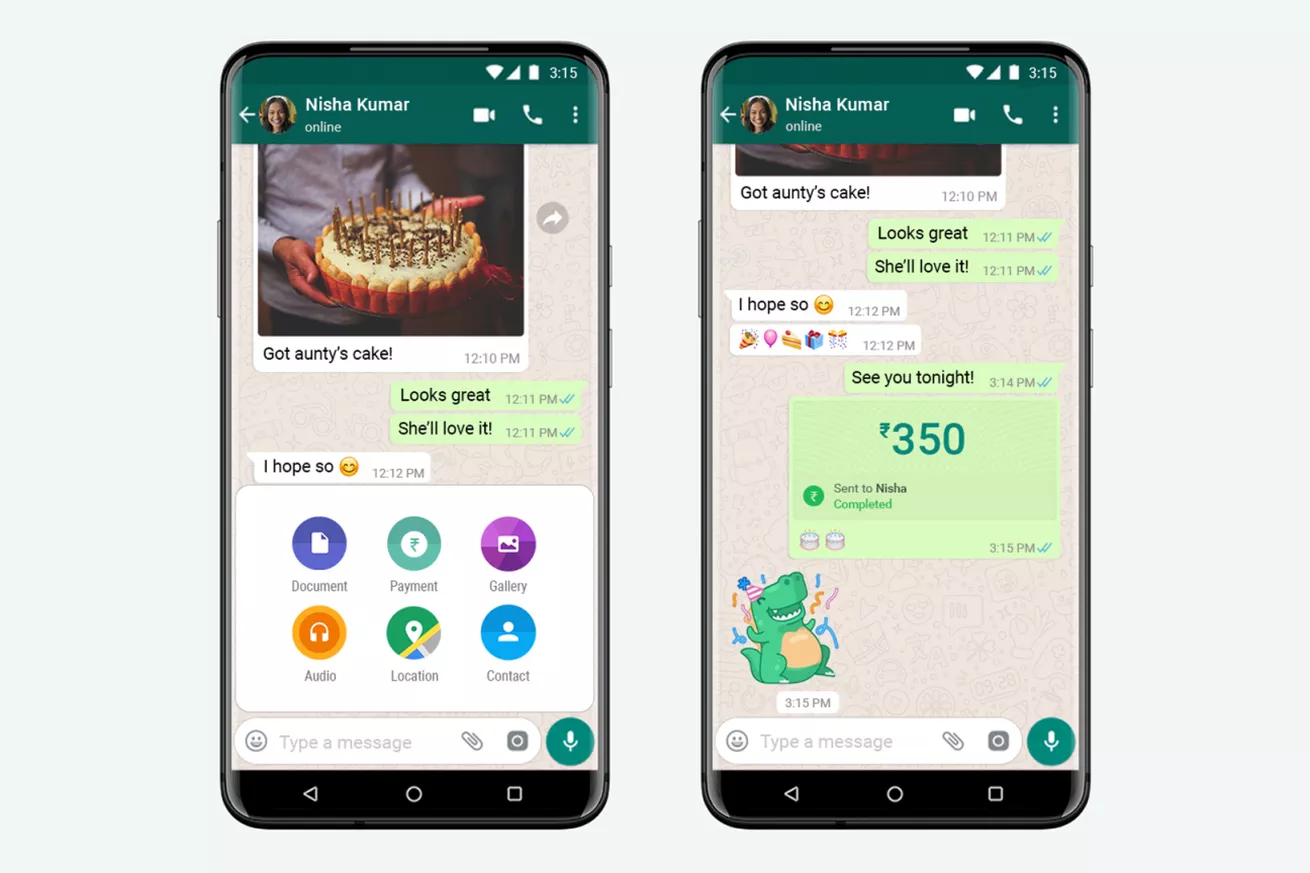 3:15
Nisha Kumar
online
Got aunty's cake! 12:10 PM
Looks great 12:11 PM
She'll love it! 12:11 PM
I hope so 😊 12:12 PM
Document Payment Gallery
Audio Location Contact
Type a message
3:15
Nisha Kumar
online
Got aunty's cake! 12:10 PM
Looks great 12:11 PM
She'll love it! 12:11 PM
I hope so 😊 12:12 PM
🎉🎈🍰🎁🎊 12:12 PM
See you tonight! 3:14 PM
₹350
₹ Sent to Nisha
Completed
🎂🎂 3:15 PM
3:15 PM
Type a message